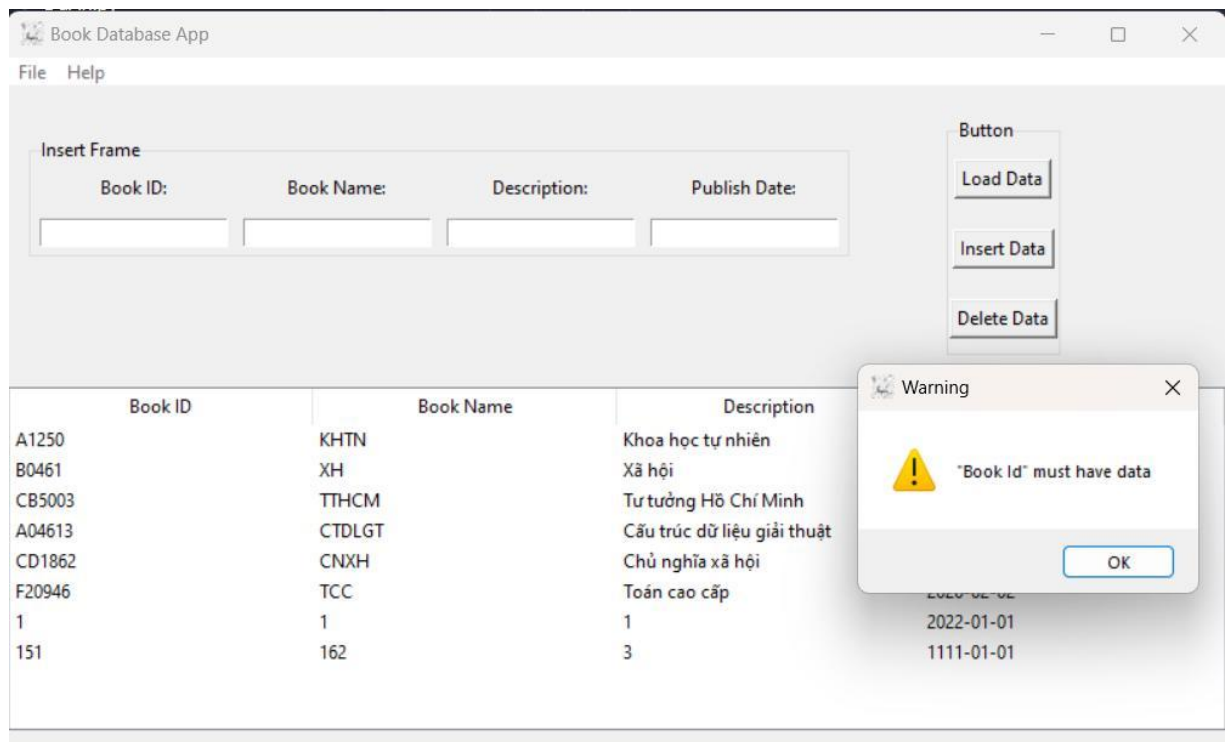 Book Database App
File Help
Button
Insert Frame
Load Data
Book ID: Book Name: Description: Publish Date:
Insert Data
Delete Data
Warning
"Book Id" must have data
OK
Book ID Book Name Description
A1250 KHTN Khoa học tự nhiên
B0461 XH Xã hội
CB5003 TTHCM Tư tưởng Hồ Chí Minh
A04613 CTDLGT Cấu trúc dữ liệu giải thuật
CD1862 CNXH Chủ nghĩa xã hội
F20946 TCC Toán cao cấp
1 1 1 2022-01-01
151 162 3 1111-01-01